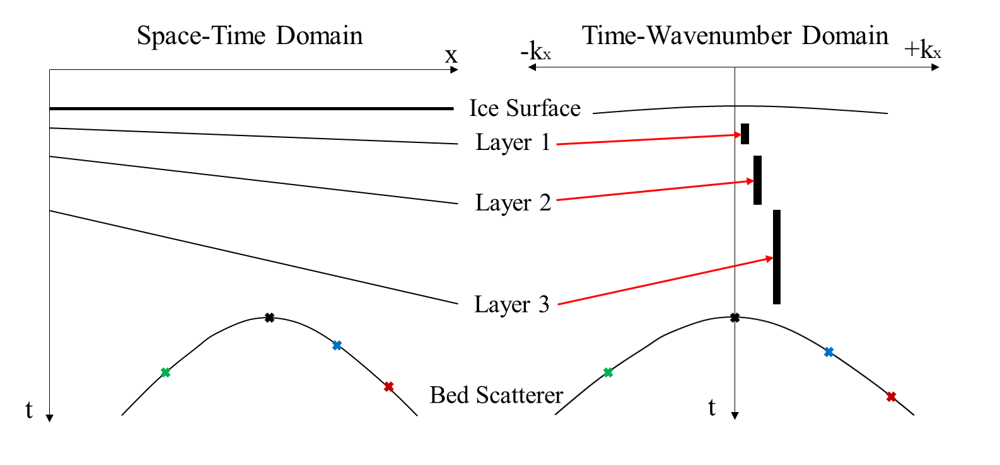 Space-Time Domain
Time-Wavenumber Domain
x
-kx
+kx
Ice Surface
Layer 1
Layer 2
Layer 3
Bed Scatterer
t
t